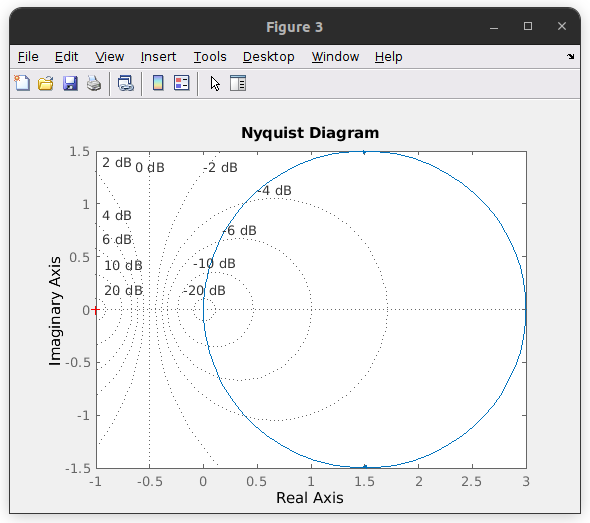 Figure 3
File Edit View Insert Tools Desktop Window Help
Nyquist Diagram
1.5
1
0.5
0
-0.5
-1
-1.5
Imaginary Axis
2 dB 0 dB -2 dB
-4 dB
4 dB
-6 dB
6 dB
10 dB -10 dB
20 dB -20 dB
-1 -0.5 0 0.5 1 1.5 2 2.5 3
Real Axis